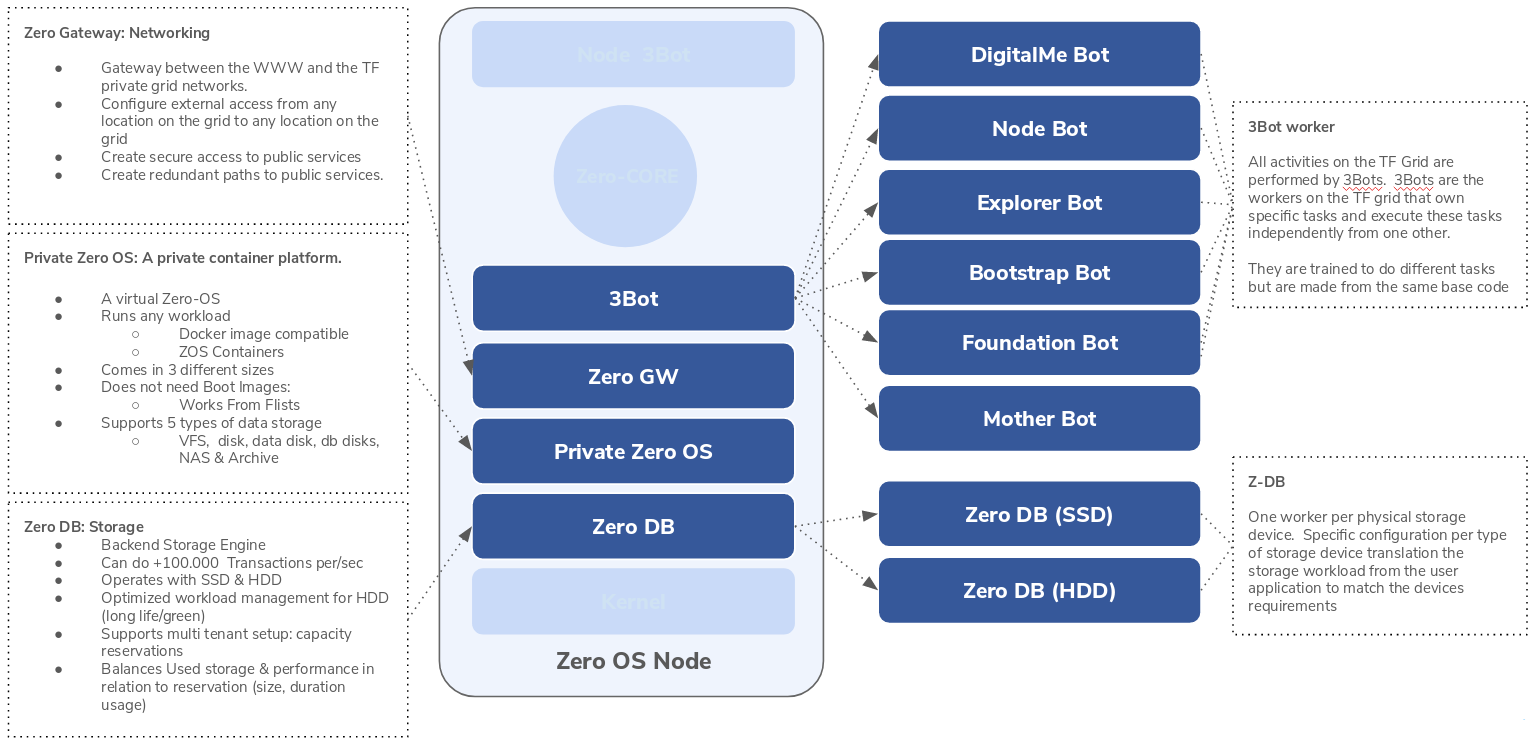 Zero Gateway: Networking
● Gateway between the WWW and the TF
private grid networks.
● Configure external access from any
location on the grid to any location on the
grid
● Create secure access to public services
● Create redundant paths to public services.
Private Zero OS: A private container platform.
● A virtual Zero-OS
● Runs any workload
○ Docker image compatible
○ ZOS Containers
● Comes in 3 different sizes
● Does not need Boot Images:
○ Works From Flists
● Supports 5 types of data storage
○ VFS, disk, data disk, db disks,
NAS & Archive
Zero DB: Storage
● Backend Storage Engine
● Can do +100.000 Transactions per/sec
● Operates with SSD & HDD
● Optimized workload management for HDD
(long life/green)
● Supports multi tenant setup: capacity
reservations
● Balances Used storage & performance in
relation to reservation (size, duration
usage)
Node 3Bot
Zero-CORE
3Bot
Zero GW
Private Zero OS
Zero DB
Kernel
Zero OS Node
DigitalMe Bot
Node Bot
Explorer Bot
Bootstrap Bot
Foundation Bot
Mother Bot
Zero DB (SSD)
Zero DB (HDD)
3Bot worker
All activities on the TF Grid are
performed by 3Bots. 3Bots are the
workers on the TF grid that own
specific tasks and execute these tasks
independently from one other.
They are trained to do different tasks
but are made from the same base code
Z-DB
One worker per physical storage
device. Specific configuration per type
of storage device translation the
storage workload from the user
application to match the devices
requirements